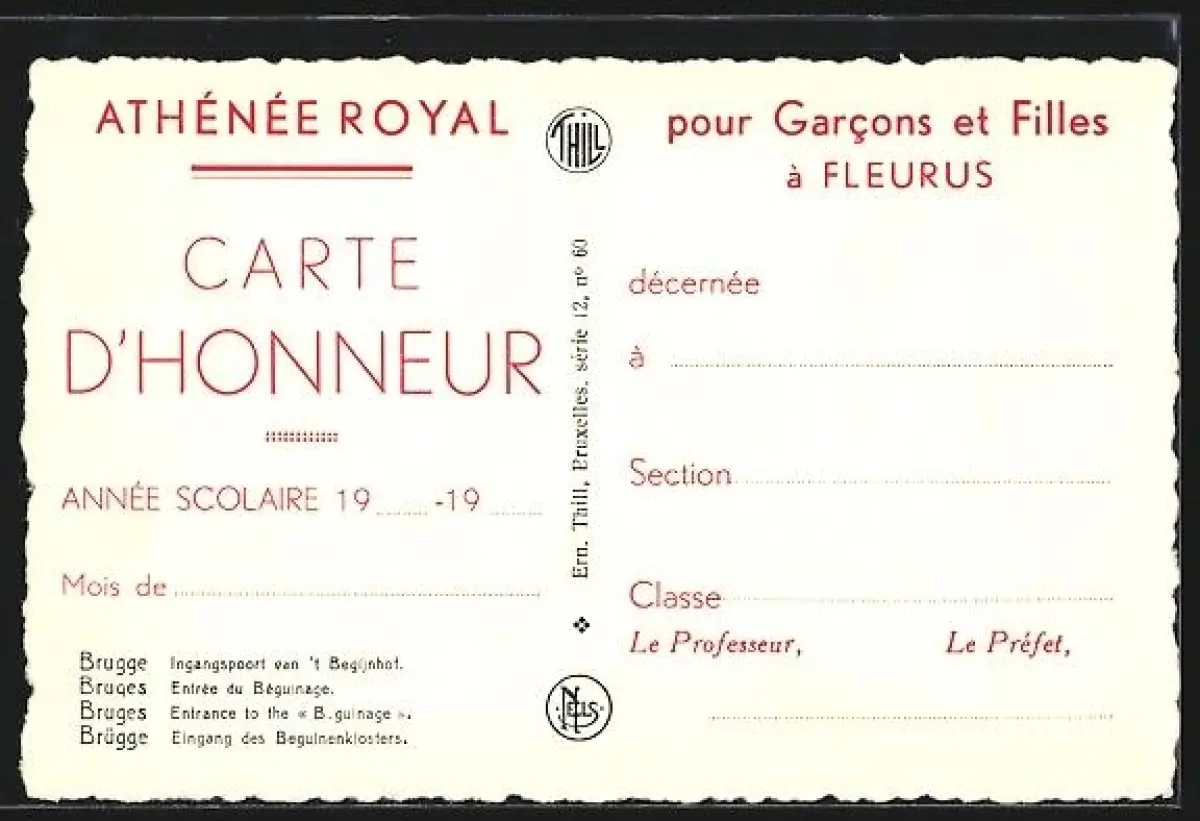 ATHÉNÉE ROYAL
CARTE
D'HONNEUR
ANNÉE SCOLAIRE 19 -19
Mois de
Brugge Ingangspoort van 't Begijnhof.
Bruges Entrée du Béguinage.
Bruges Entrance to the « B.guinage ».
Brügge Eingang des Beguinenklosters.
THILL
Ern. Thill, Bruxelles, série 12, nº 60
NELS
pour Garçons et Filles
à FLEURUS
décernée
à
Section
Classe
Le Professeur, Le Préfet,